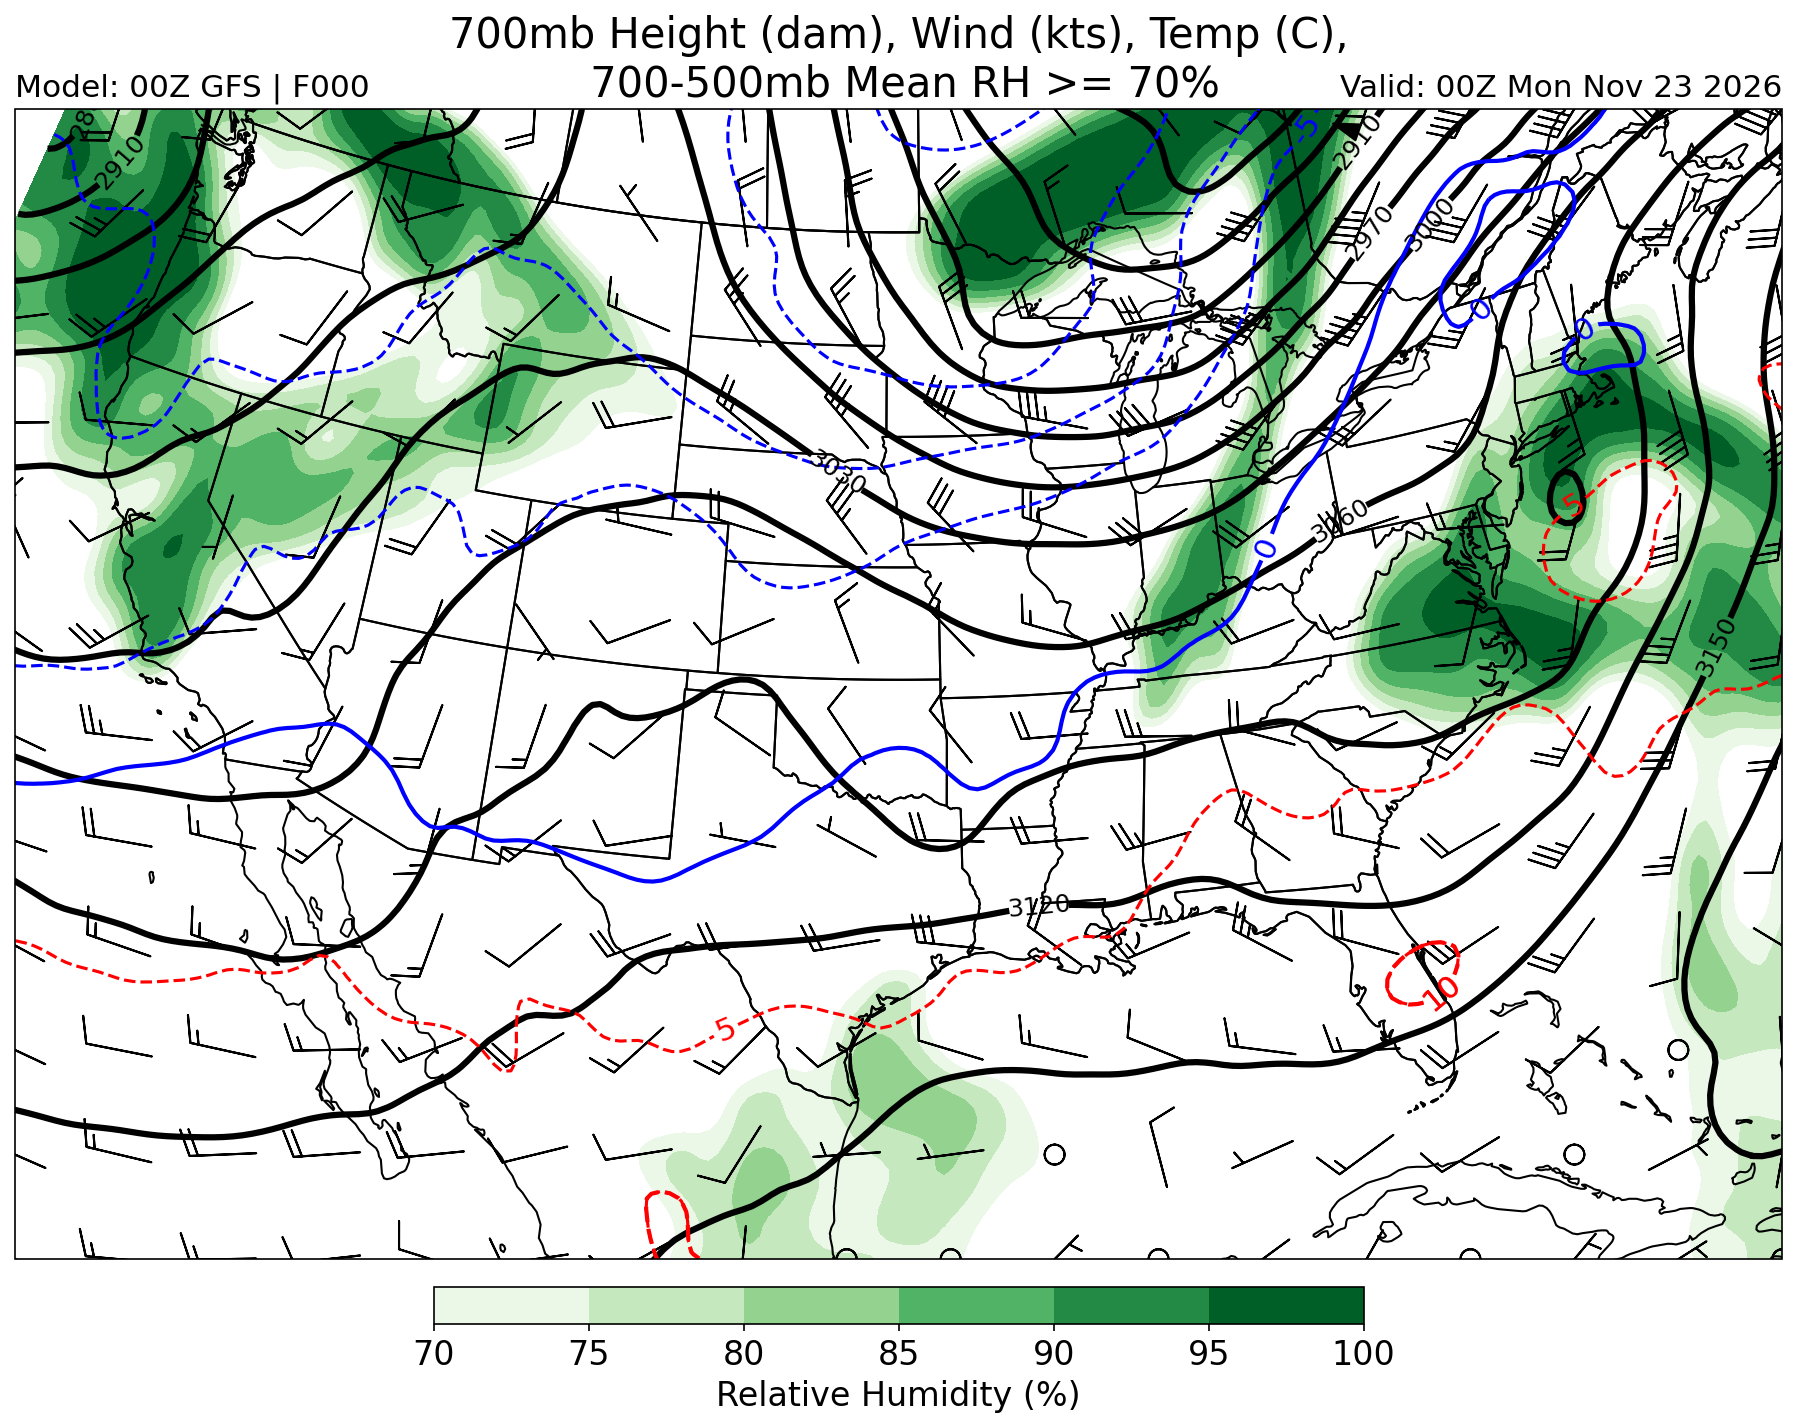 700mb Height (dam), Wind (kts), Temp (C),
Model: 00Z GFS | F000
700-500mb Mean RH >= 70%
Valid: 00Z Mon Nov 23 2026
2910
-5
2910
2970
3000
0
0
3030
5
3060
0
3150
3120
10
5
70 75 80 85 90 95 100
Relative Humidity (%)